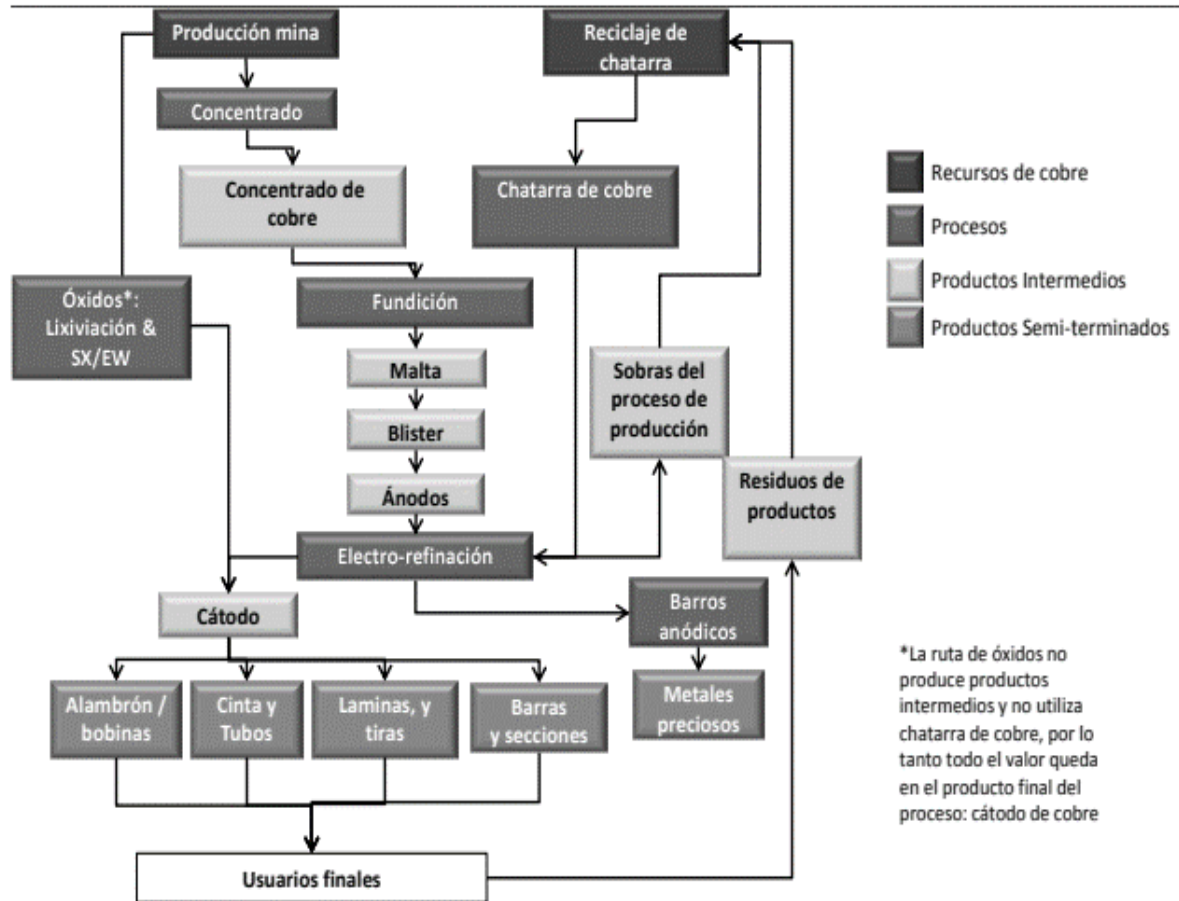 Producción mina
Reciclaje de
chatarra
Concentrado
Concentrado de
cobre
Chatarra de cobre
Recursos de cobre
Procesos
Productos Intermedios
Productos Semi-terminados
Óxidos*:
Lixiviación &
SX/EW
Fundición
Malta
Blister
Ánodos
Sobras del
proceso de
producción
Residuos de
productos
Electro-refinación
Cátodo
Barros
anódicos
Metales
preciosos
Alambrón /
bobinas
Cinta y
Tubos
Laminas, y
tiras
Barras
y secciones
Usuarios finales
*La ruta de óxidos no
produce productos
intermedios y no utiliza
chatarra de cobre, por lo
tanto todo el valor queda
en el producto final del
proceso: cátodo de cobre